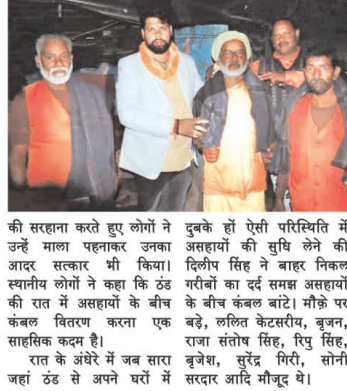 की सरहाना करते हुए लोगों ने
उन्हें माला पहनाकर उनका
आदर सत्कार भी किया।
स्थानीय लोगों ने कहा कि ठंड
की रात में असहायों के बीच
कंबल वितरण करना एक
साहसिक कदम है।
रात के अंधेरे में जब सारा
जहां ठंड से अपने घरों में
दुबके हों ऐसी परिस्थिति में
असहायों की सुधि लेने की
दिलीप सिंह ने बाहर निकल
गरीबों का दर्द समझ असहायों
के बीच कंबल बांटे। मौक़े पर
बड़े, ललित केटसरीय, बृजन,
राजा संतोष सिंह, रिपु सिंह,
बृजेश, सुरेंद्र गिरी, सोनी
सरदार आदि मौजूद थे।